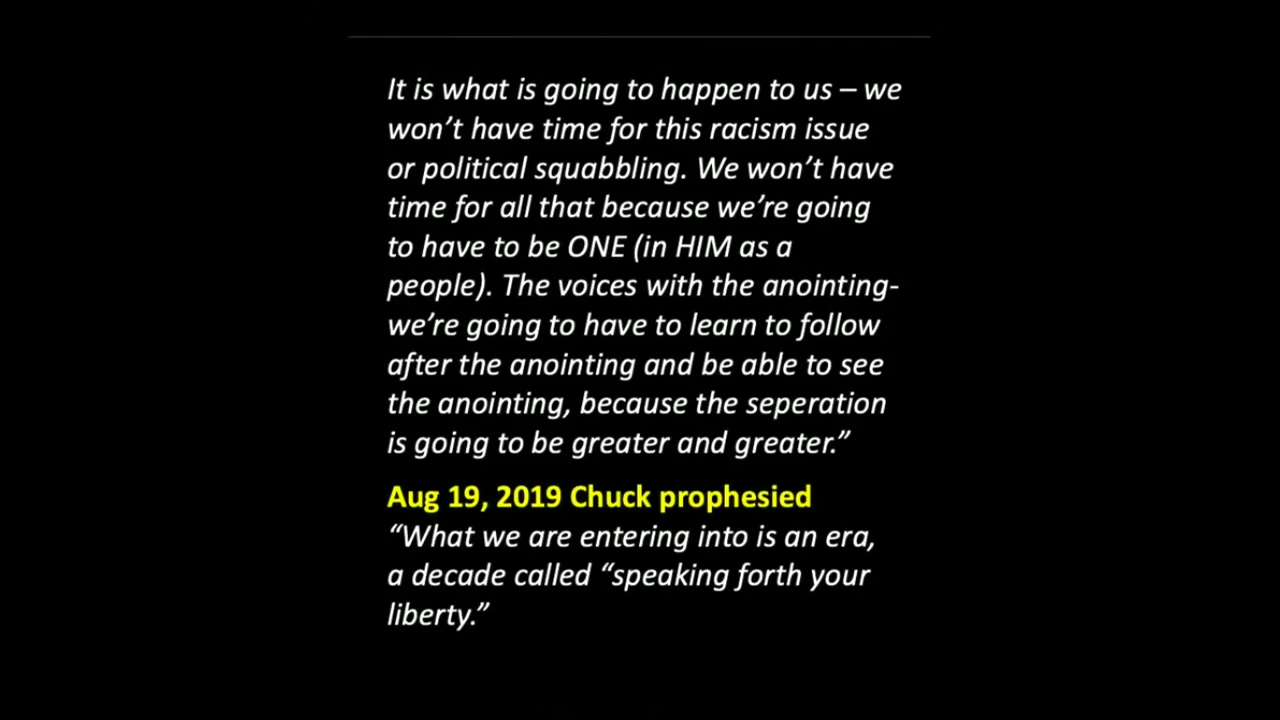 It is what is going to happen to us – we
won’t have time for this racism issue
or political squabbling. We won’t have
time for all that because we’re going
to have to be ONE (in HIM as a
people). The voices with the anointing-
we’re going to have to learn to follow
after the anointing and be able to see
the anointing, because the seperation
is going to be greater and greater.”
Aug 19, 2019 Chuck prophesied
“What we are entering into is an era,
a decade called “speaking forth your
liberty.”